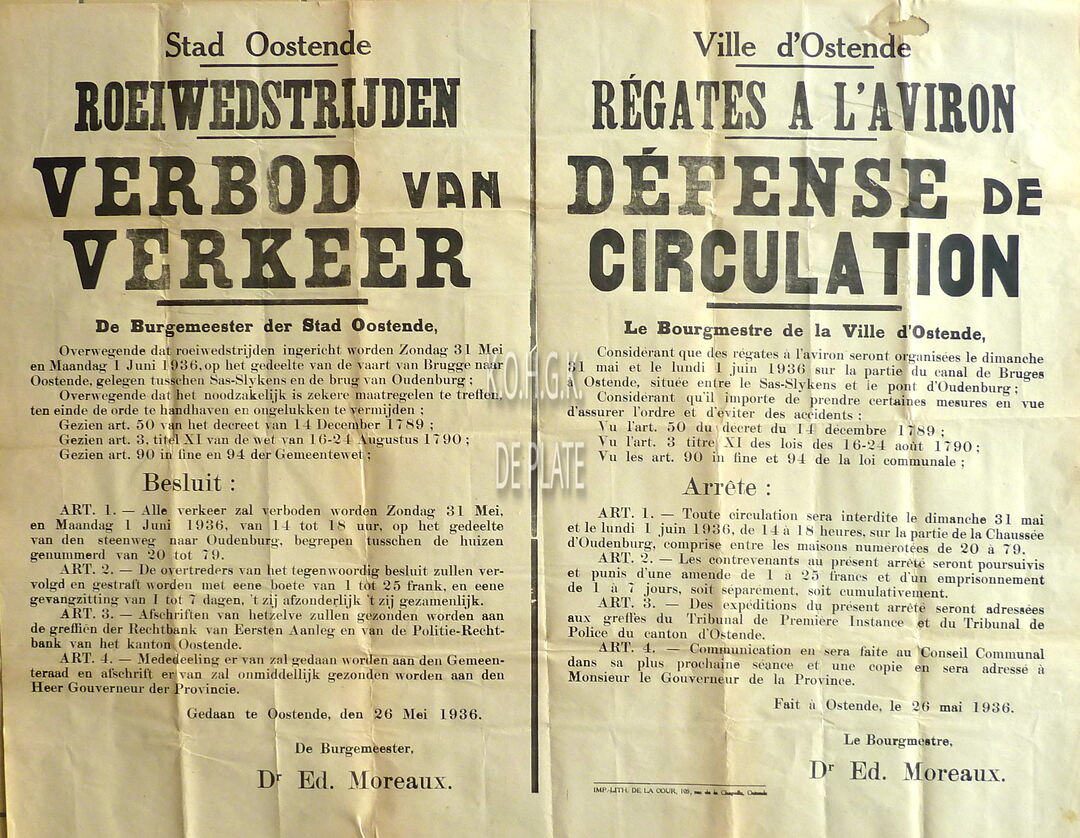 Stad Oostende
ROEIWEDSTRIJDEN
VERBOD VAN
VERKEER
De Burgemeester der Stad Oostende,
Overwegende dat roeiwedstrijden ingericht worden Zondag 31 Mei
en Maandag 1 Juni 1936, op het gedeelte van de vaart van Brugge naar
Oostende, gelegen tusschen Sas-Slykens en de brug van Oudenburg ;
Overwegende dat het noodzakelijk is zekere maatregelen te treffen,
ten einde de orde te handhaven en ongelukken te vermijden ;
Gezien art. 50 van het decreet van 14 December 1789 ;
Gezien art. 3, titel XI van de wet van 16-24 Augustus 1790 ;
Gezien art. 90 in fine en 94 der Gemeentewet ;
Besluit :
ART. 1. — Alle verkeer zal verboden worden Zondag 31 Mei,
en Maandag 1 Juni 1936, van 14 tot 18 uur, op het gedeelte
van den steenweg naar Oudenburg, begrepen tusschen de huizen
genummerd van 20 tot 79.
ART. 2. — De overtreders van het tegenwoordig besluit zullen ver-
volgd en gestraft worden met eene boete van 1 tot 25 frank, en eene
gevangzitting van 1 tot 7 dagen, 't zij afzonderlijk 't zij gezamenlijk.
ART. 3. — Afschriften van hetzelve zullen gezonden worden aan
de greffiën der Rechtbank van Eersten Aanleg en van de Politie-Recht-
bank van het kanton Oostende.
ART. 4. — Mededeeling er van zal gedaan worden aan den Gemeen-
teraad en afschrift er van zal onmiddelijk gezonden worden aan den
Heer Gouverneur der Provincie.
Gedaan te Oostende, den 26 Mei 1936.
De Burgemeester,
Dr Ed. Moreaux.
Ville d'Ostende
RÉGATES A L'AVIRON
DÉFENSE DE
CIRCULATION
Le Bourgmestre de la Ville d'Ostende,
Considérant que des régates à l'aviron seront organisées le dimanche
31 mai et le lundi 1 juin 1936 sur la partie du canal de Bruges
à Ostende, située entre le Sas-Slykens et le pont d'Oudenburg ;
Considérant qu'il importe de prendre certaines mesures en vue
d'assurer l'ordre et d'éviter des accidents ;
Vu l'art. 50 du décret du 14 décembre 1789 ;
Vu l'art. 3 titre XI des lois des 16-24 août 1790 ;
Vu les art. 90 in fine et 94 de la loi communale ;
Arrête :
ART. 1. — Toute circulation sera interdite le dimanche 31 mai
et le lundi 1 juin 1936, de 14 à 18 heures, sur la partie de la Chaussée
d'Oudenburg, comprise entre les maisons numérotées de 20 à 79.
ART. 2. — Les contrevenants au présent arrêté seront poursuivis
et punis d'une amende de 1 à 25 francs et d'un emprisonnement
de 1 à 7 jours, soit séparément, soit cumulativement.
ART. 3. — Des expéditions du présent arrêté seront adressées
aux greffes du Tribunal de Première Instance et du Tribunal de
Police du canton d'Ostende.
ART. 4. — Communication en sera faite au Conseil Communal
dans sa plus prochaine séance et une copie en sera adressé à
Monsieur le Gouverneur de la Province.
Fait à Ostende, le 26 mai 1936.
Le Bourgmestre,
Dr Ed. Moreaux.
IMP.-LITH. DE LA COUR, 105, rue de la Chapelle, Ostende
K.O.H.G.K.
DE PLATE